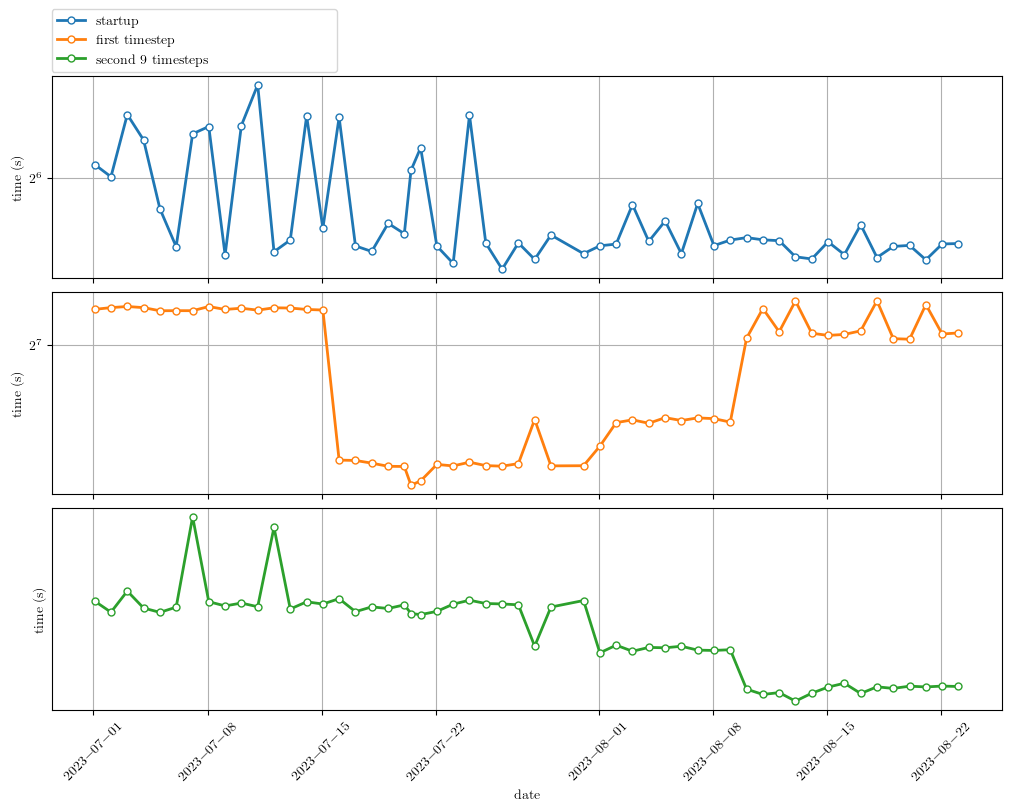 startup
first timestep
second 9 timesteps
time (s)
2^6
time (s)
2^7
time (s)
2023−07−01
2023−07−08
2023−07−15
2023−07−22
2023−08−01
2023−08−08
2023−08−15
2023−08−22
date